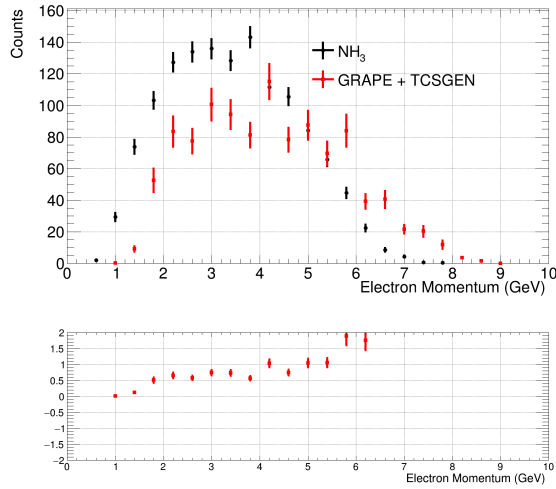 Counts
160
140
120
100
80
60
40
20
0
NH3
GRAPE + TCSGEN
0 1 2 3 4 5 6 7 8 9 10
Electron Momentum (GeV)
2
1.5
1
0.5
0
−0.5
−1
−1.5
−2
0 1 2 3 4 5 6 7 8 9 10
Electron Momentum (GeV)